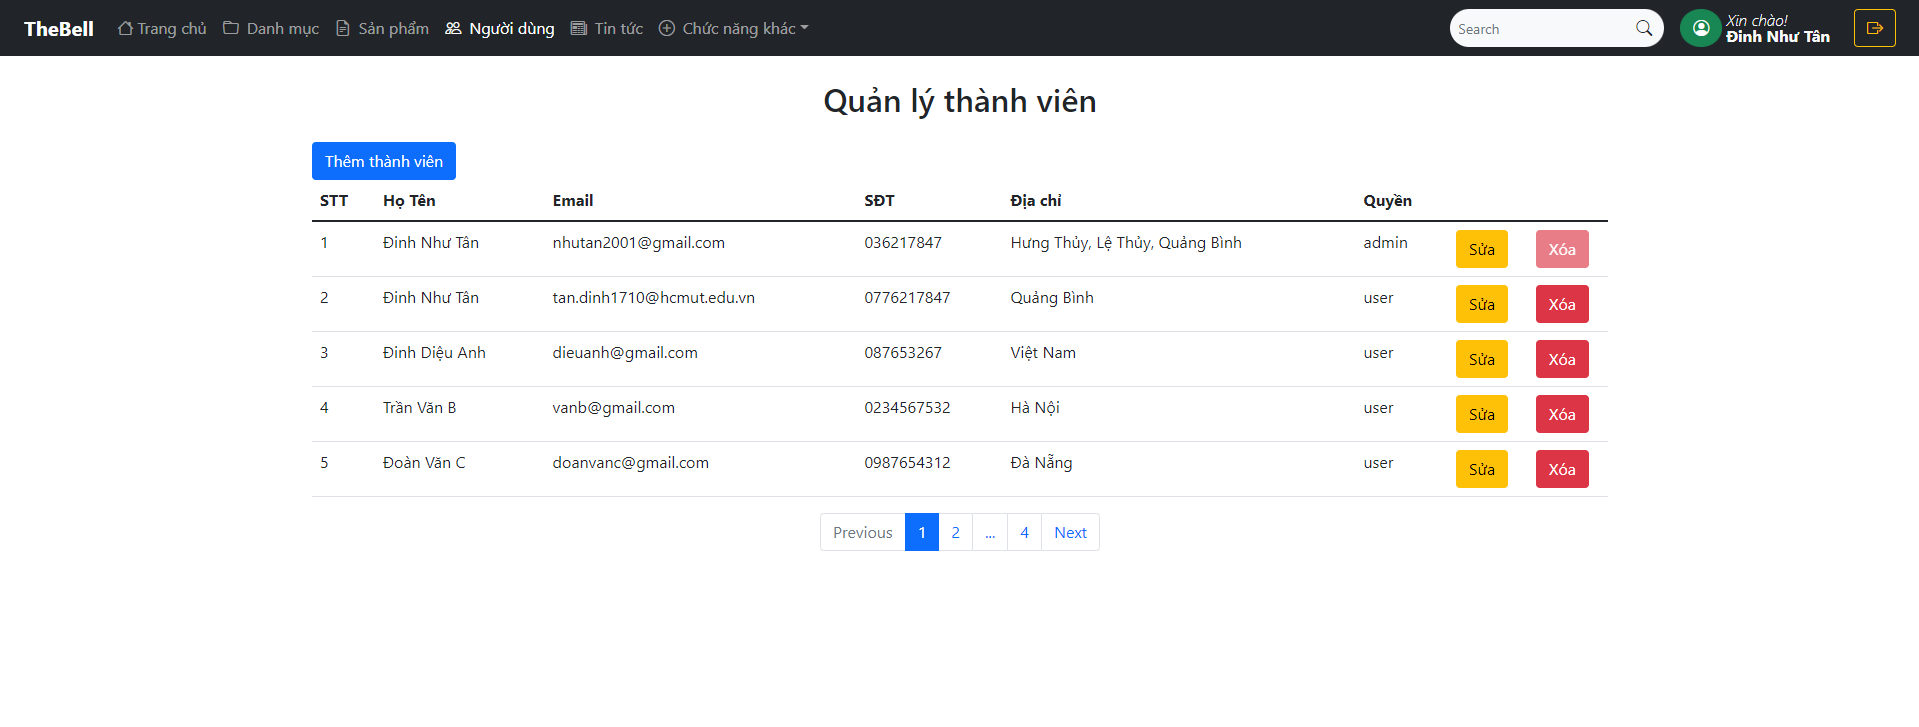 TheBell Trang chủ Danh mục Sản phẩm Người dùng Tin tức Chức năng khác Search Xin chào!
Đinh Như Tân
Quản lý thành viên
Thêm thành viên
STT Họ Tên Email SĐT Địa chỉ Quyền
1 Đinh Như Tân nhutan2001@gmail.com 036217847 Hưng Thủy, Lệ Thủy, Quảng Bình admin Sửa Xóa
2 Đinh Như Tân tan.dinh1710@hcmut.edu.vn 0776217847 Quảng Bình user Sửa Xóa
3 Đinh Diệu Anh dieuanh@gmail.com 087653267 Việt Nam user Sửa Xóa
4 Trần Văn B vanb@gmail.com 0234567532 Hà Nội user Sửa Xóa
5 Đoàn Văn C doanvanc@gmail.com 0987654312 Đà Nẵng user Sửa Xóa
Previous 1 2 ... 4 Next